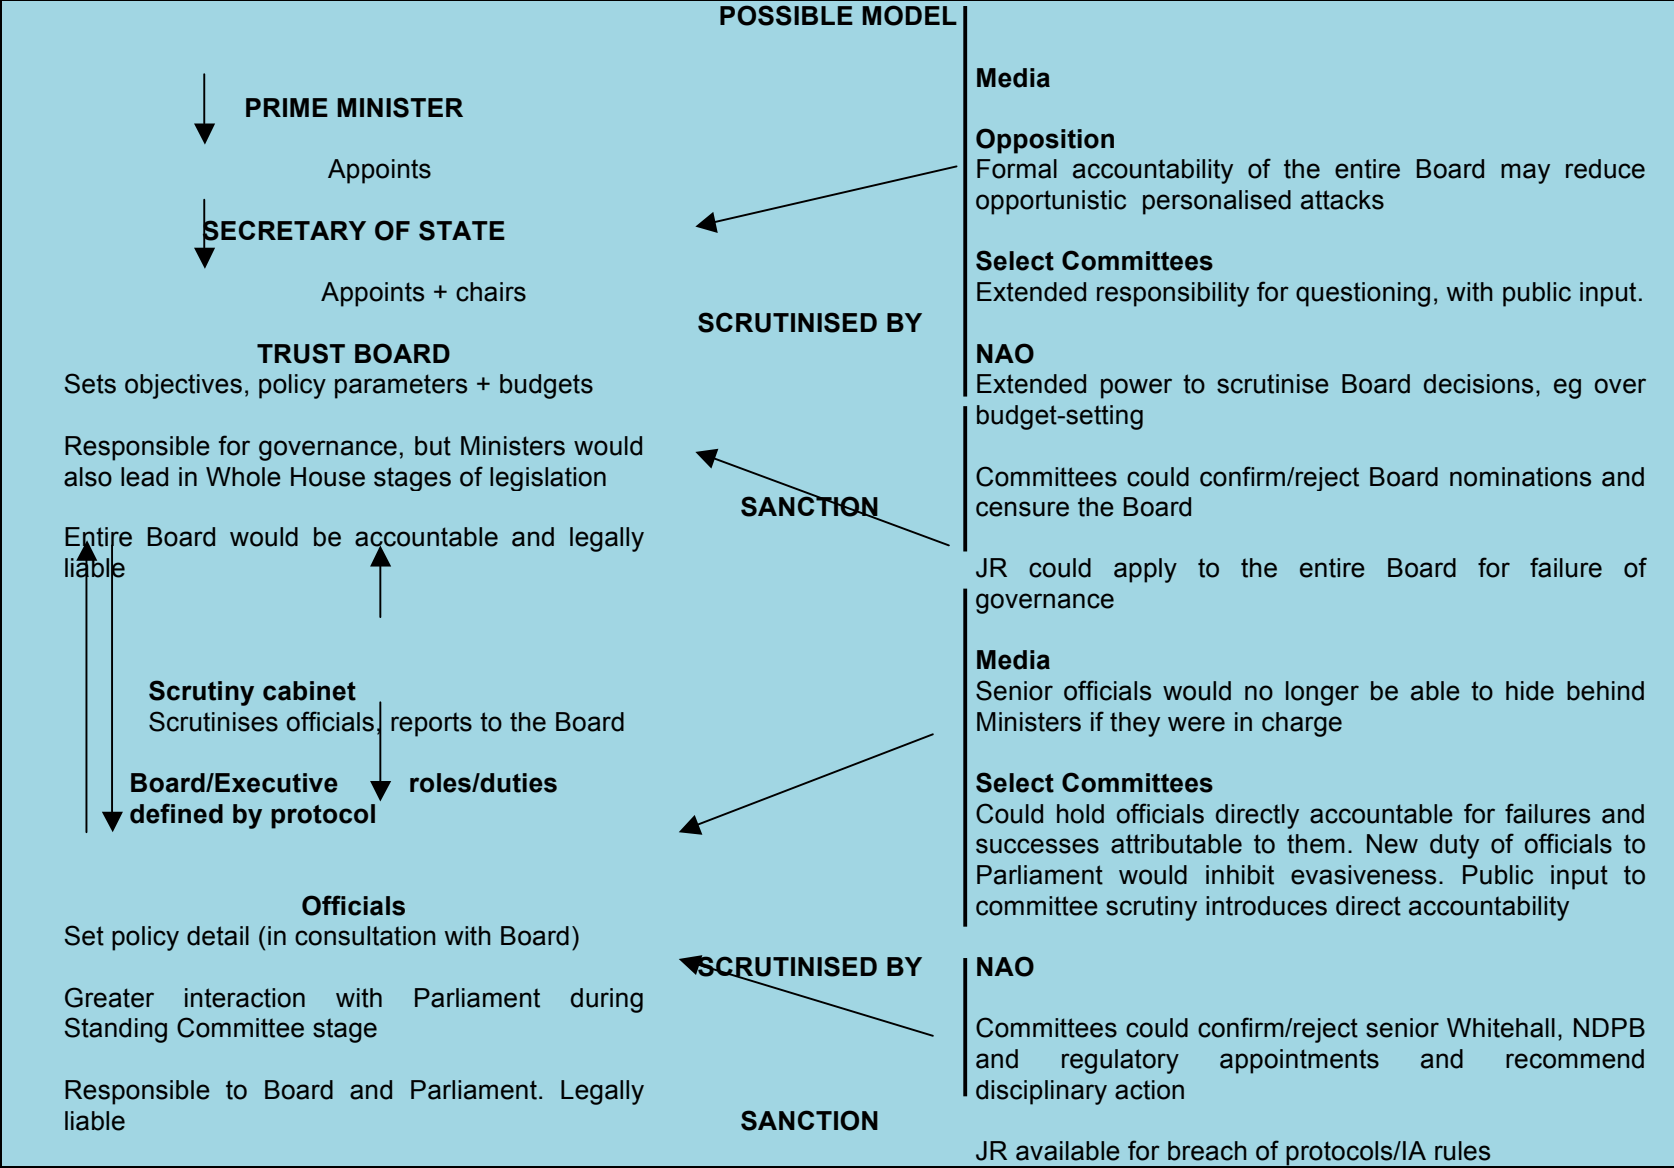 POSSIBLE MODEL
PRIME MINISTER
Appoints
SECRETARY OF STATE
Appoints + chairs
TRUST BOARD
Sets objectives, policy parameters + budgets
Responsible for governance, but Ministers would
also lead in Whole House stages of legislation
Entire Board would be accountable and legally
liable
Scrutiny cabinet
Scrutinises officials, reports to the Board
Board/Executive roles/duties
defined by protocol
Officials
Set policy detail (in consultation with Board)
Greater interaction with Parliament during
Standing Committee stage
Responsible to Board and Parliament. Legally
liable
SCRUTINISED BY
SANCTION
SCRUTINISED BY
SANCTION
Media
Opposition
Formal accountability of the entire Board may reduce
opportunistic personalised attacks
Select Committees
Extended responsibility for questioning, with public input.
NAO
Extended power to scrutinise Board decisions, eg over
budget-setting
Committees could confirm/reject Board nominations and
censure the Board
JR could apply to the entire Board for failure of
governance
Media
Senior officials would no longer be able to hide behind
Ministers if they were in charge
Select Committees
Could hold officials directly accountable for failures and
successes attributable to them. New duty of officials to
Parliament would inhibit evasiveness. Public input to
committee scrutiny introduces direct accountability
NAO
Committees could confirm/reject senior Whitehall, NDPB
and regulatory appointments and recommend
disciplinary action
JR available for breach of protocols/IA rules